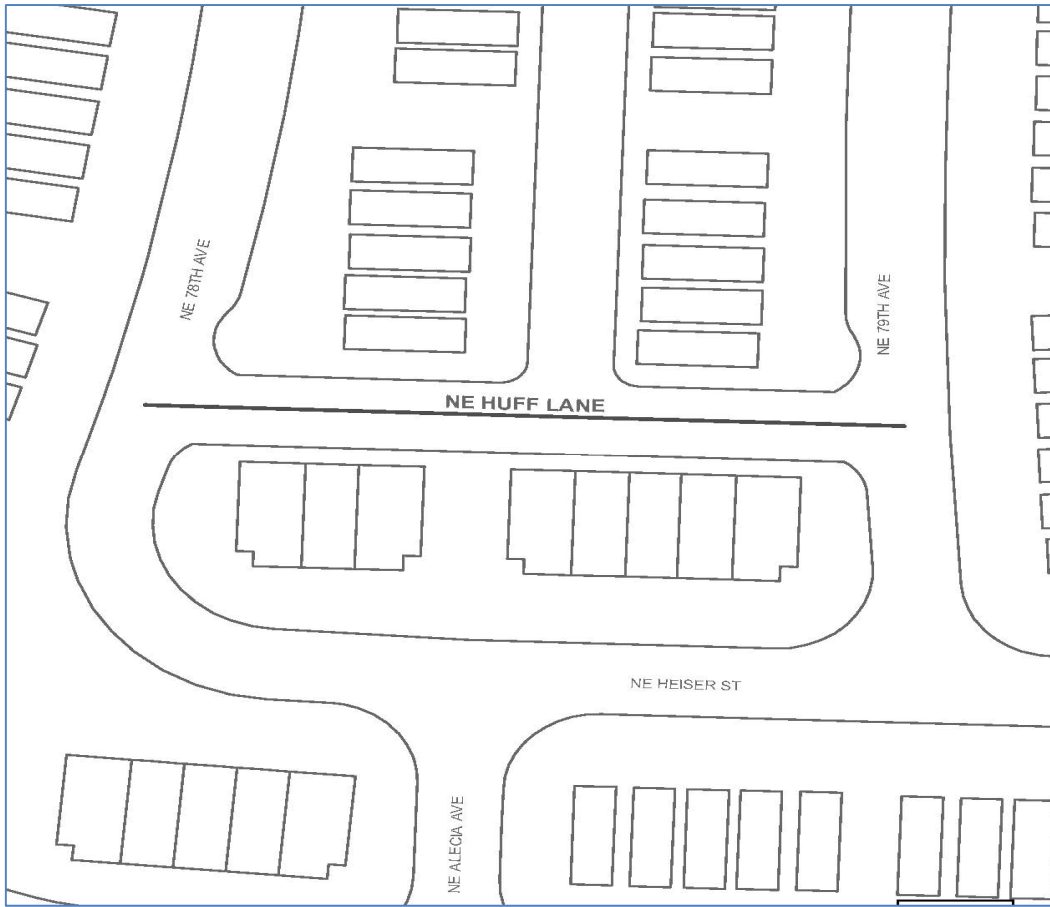 NE 78TH AVE
NE 79TH AVE
NE HUFF LANE
NE HEISER ST
NE ALECIA AVE